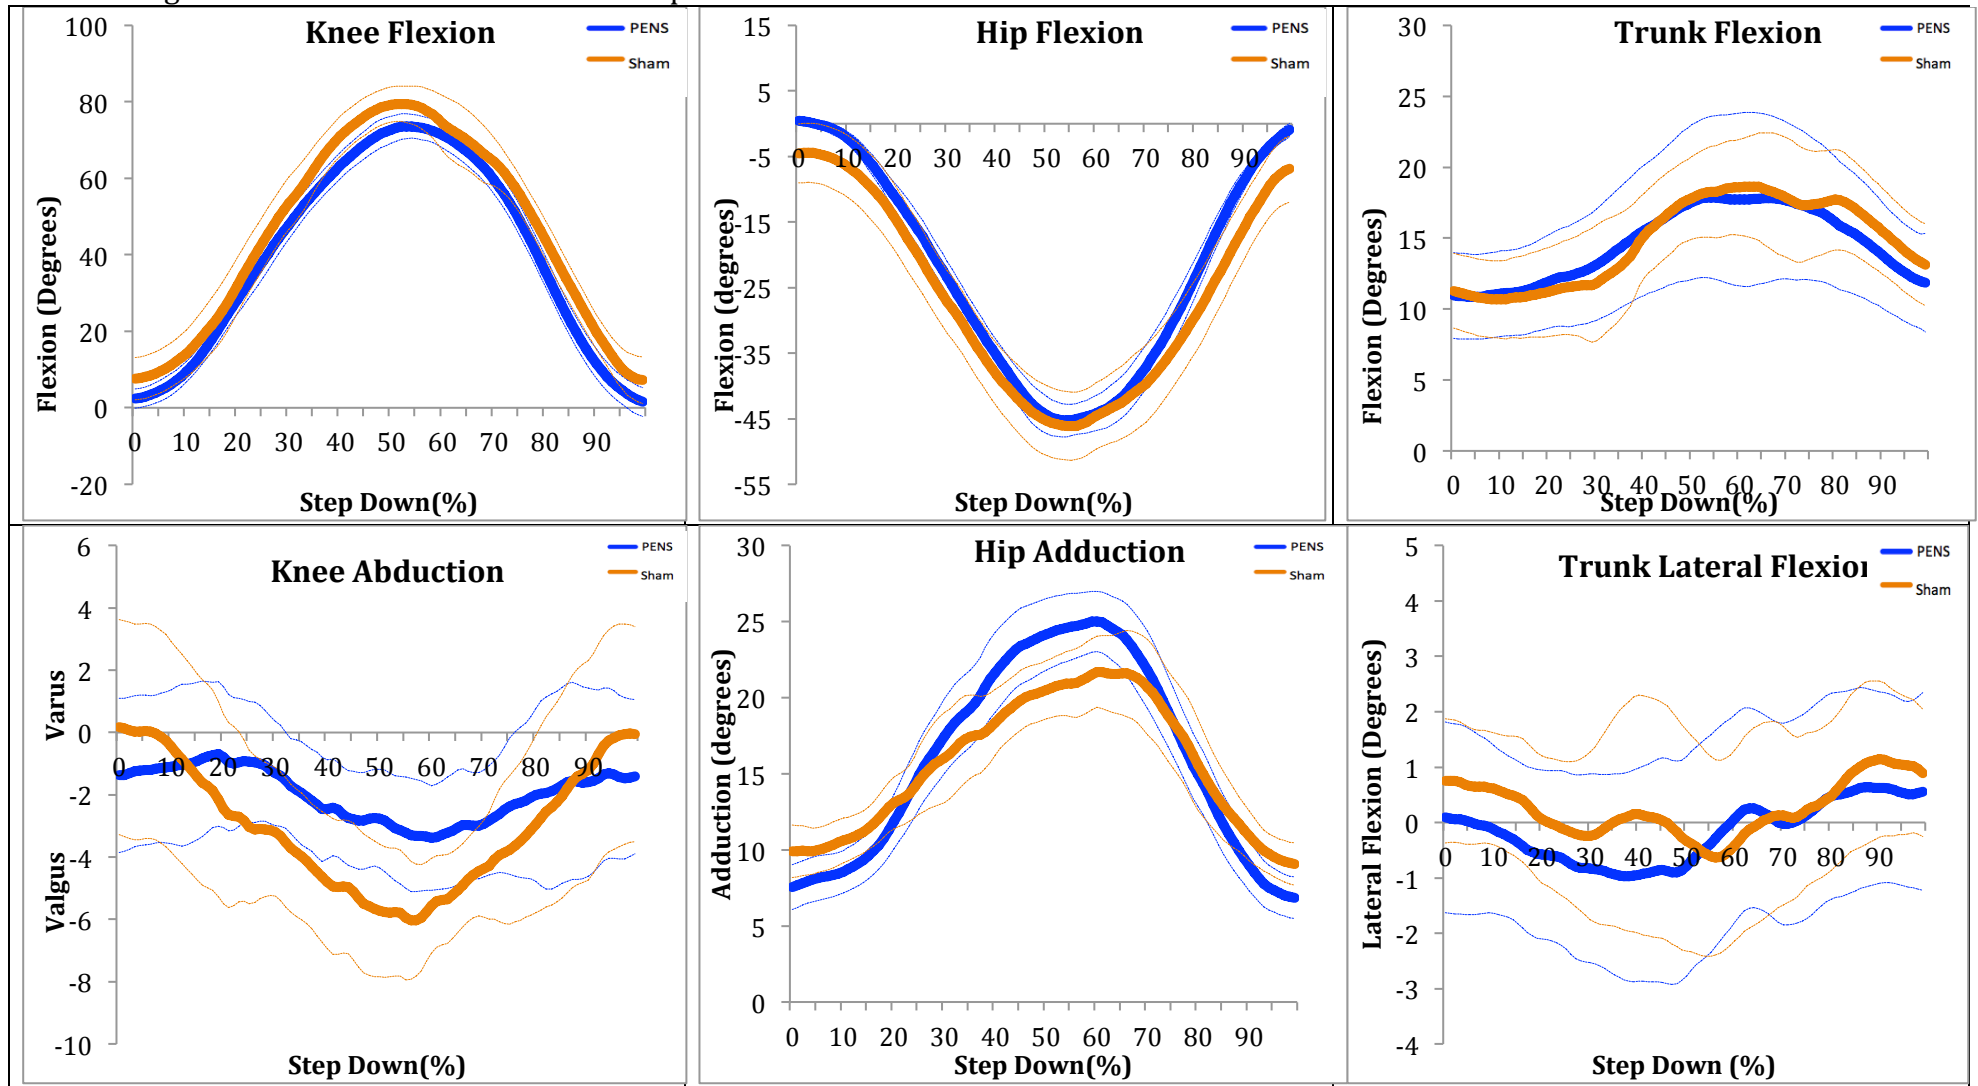 Knee Flexion
PENS
Sham
100
80
60
40
20
0
-20
Flexion (Degrees)
0 10 20 30 40 50 60 70 80 90
Step Down(%)
Hip Flexion
PENS
Sham
15
5
-5
-15
-25
-35
-45
-55
Flexion (degrees)
0 10 20 30 40 50 60 70 80 90
Step Down(%)
Trunk Flexion
PENS
Sham
30
25
20
15
10
5
0
Flexion (Degrees)
0 10 20 30 40 50 60 70 80 90
Step Down(%)
Knee Abduction
PENS
Sham
6
4
2
0
-2
-4
-6
-8
-10
Varus
Valgus
0 10 20 30 40 50 60 70 80 90
Step Down(%)
Hip Adduction
PENS
Sham
30
25
20
15
10
5
0
Adduction (degrees)
0 10 20 30 40 50 60 70 80 90
Step Down(%)
Trunk Lateral Flexion
PENS
Sham
5
4
3
2
1
0
-1
-2
-3
-4
Lateral Flexion (Degrees)
0 10 20 30 40 50 60 70 80 90
Step Down (%)